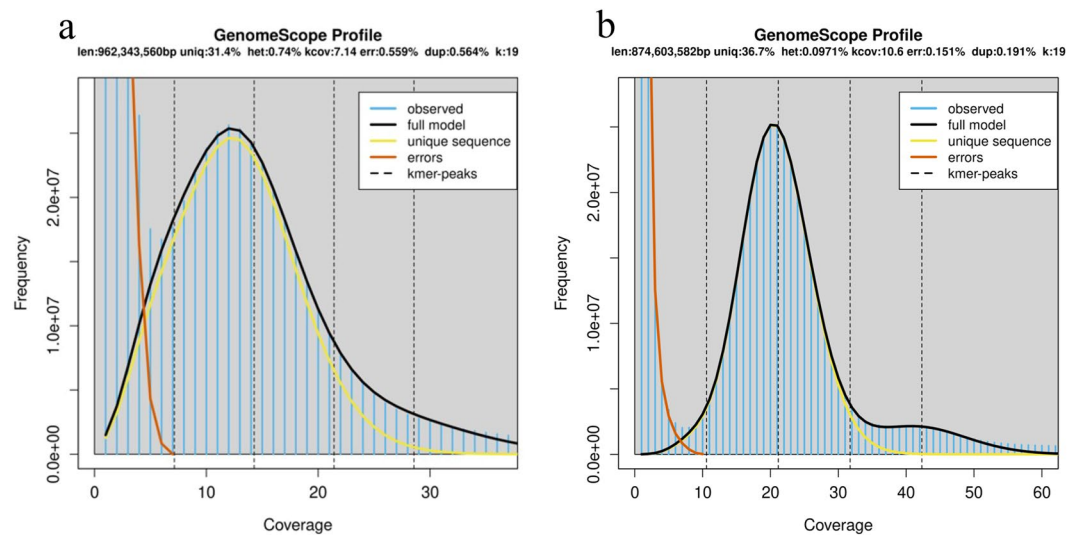 a
GenomeScope Profile
len:962,343,560bp uniq:31.4% het:0.74% kcov:7.14 err:0.559% dup:0.564% k:19
observed
full model
unique sequence
errors
kmer-peaks
Frequency
0.0e+00
1.0e+07
2.0e+07
0
10
20
30
Coverage
b
GenomeScope Profile
len:874,603,582bp uniq:36.7% het:0.0971% kcov:10.6 err:0.151% dup:0.191% k:19
observed
full model
unique sequence
errors
kmer-peaks
Frequency
0.0e+00
1.0e+07
2.0e+07
0
10
20
30
40
50
60
Coverage